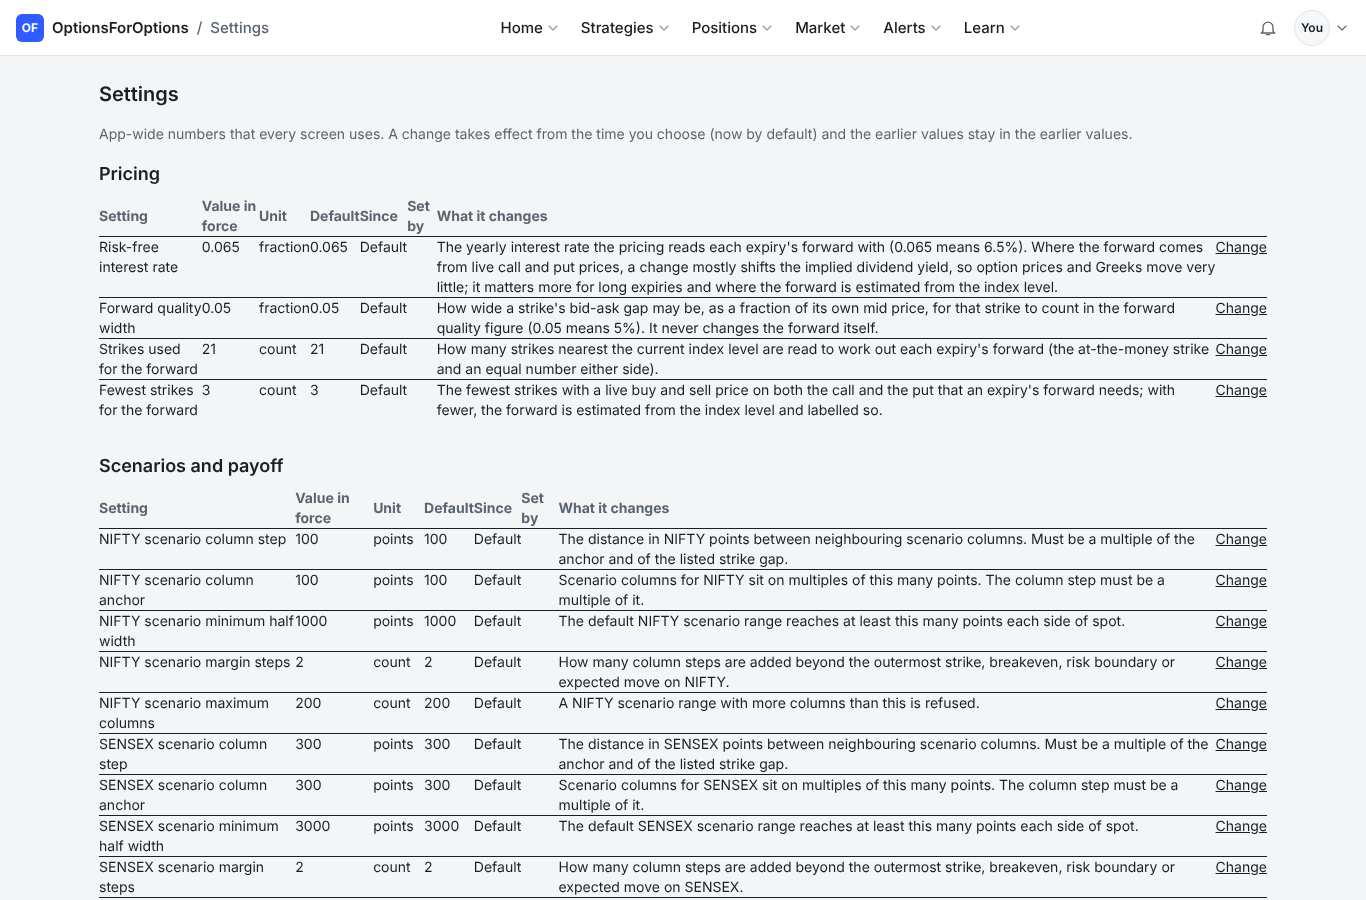 OF OptionsForOptions / Settings Home Strategies Positions Market Alerts Learn You
Settings
App-wide numbers that every screen uses. A change takes effect from the time you choose (now by default) and the earlier values stay in the earlier values.
Pricing
Setting Value in force Unit Default Since Set by What it changes
Risk-free interest rate 0.065 fraction 0.065 Default The yearly interest rate the pricing reads each expiry's forward with (0.065 means 6.5%). Where the forward comes Change
from live call and put prices, a change mostly shifts the implied dividend yield, so option prices and Greeks move very
little; it matters more for long expiries and where the forward is estimated from the index level.
Forward quality width 0.05 fraction 0.05 Default How wide a strike's bid-ask gap may be, as a fraction of its own mid price, for that strike to count in the forward Change
quality figure (0.05 means 5%). It never changes the forward itself.
Strikes used for the forward 21 count 21 Default How many strikes nearest the current index level are read to work out each expiry's forward (the at-the-money strike Change
and an equal number either side).
Fewest strikes for the forward 3 count 3 Default The fewest strikes with a live buy and sell price on both the call and the put that an expiry's forward needs; with Change
fewer, the forward is estimated from the index level and labelled so.
Scenarios and payoff
Setting Value in force Unit Default Since Set by What it changes
NIFTY scenario column step 100 points 100 Default The distance in NIFTY points between neighbouring scenario columns. Must be a multiple of the Change
anchor and of the listed strike gap.
NIFTY scenario column anchor 100 points 100 Default Scenario columns for NIFTY sit on multiples of this many points. The column step must be a Change
multiple of it.
NIFTY scenario minimum half width 1000 points 1000 Default The default NIFTY scenario range reaches at least this many points each side of spot. Change
NIFTY scenario margin steps 2 count 2 Default How many column steps are added beyond the outermost strike, breakeven, risk boundary or Change
expected move on NIFTY.
NIFTY scenario maximum columns 200 count 200 Default A NIFTY scenario range with more columns than this is refused. Change
SENSEX scenario column step 300 points 300 Default The distance in SENSEX points between neighbouring scenario columns. Must be a multiple of the Change
anchor and of the listed strike gap.
SENSEX scenario column anchor 300 points 300 Default Scenario columns for SENSEX sit on multiples of this many points. The column step must be a Change
multiple of it.
SENSEX scenario minimum half width 3000 points 3000 Default The default SENSEX scenario range reaches at least this many points each side of spot. Change
SENSEX scenario margin steps 2 count 2 Default How many column steps are added beyond the outermost strike, breakeven, risk boundary or Change
expected move on SENSEX.